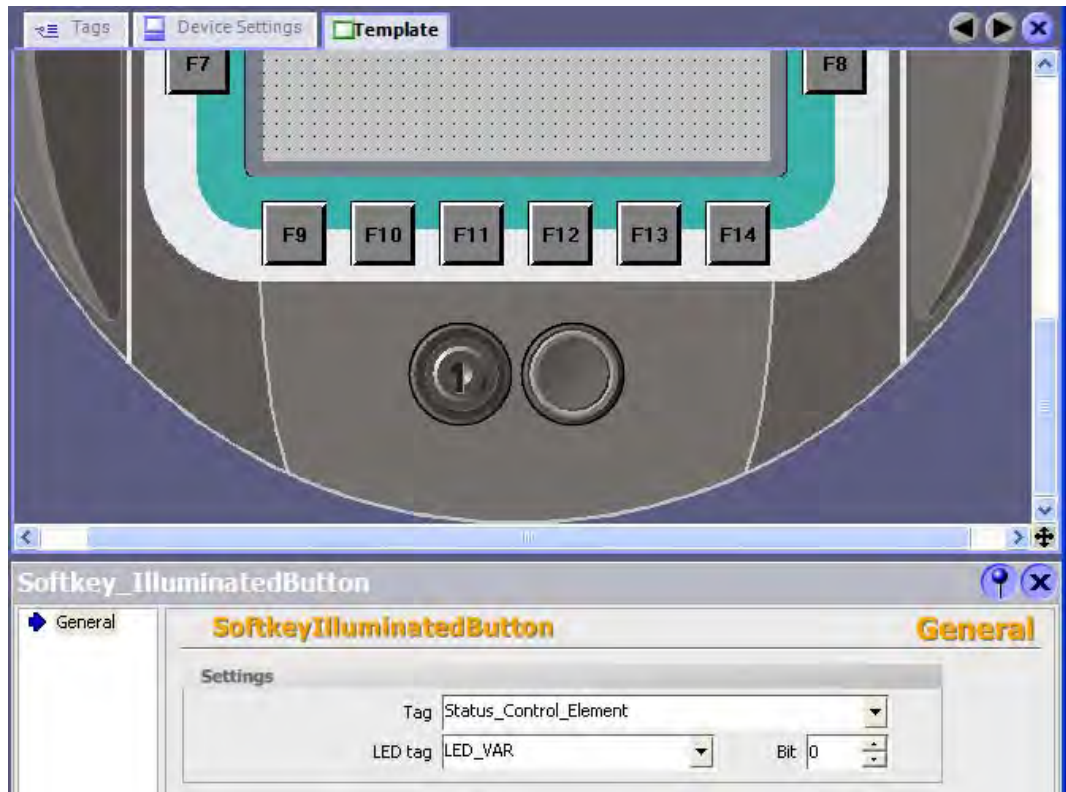 Tags Device Settings Template
F7 F8
F9 F10 F11 F12 F13 F14
1
Softkey_IlluminatedButton
General
SoftkeyIlluminatedButton General
Settings
Tag Status_Control_Element
LED tag LED_VAR Bit 0